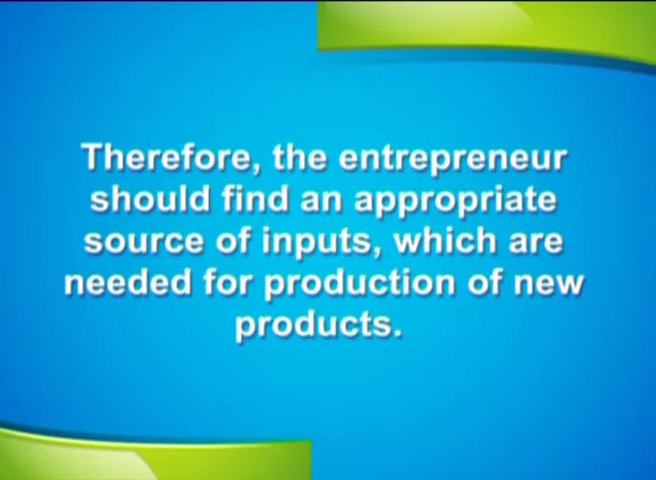 Therefore, the entrepreneur
should find an appropriate
source of inputs, which are
needed for production of new
products.